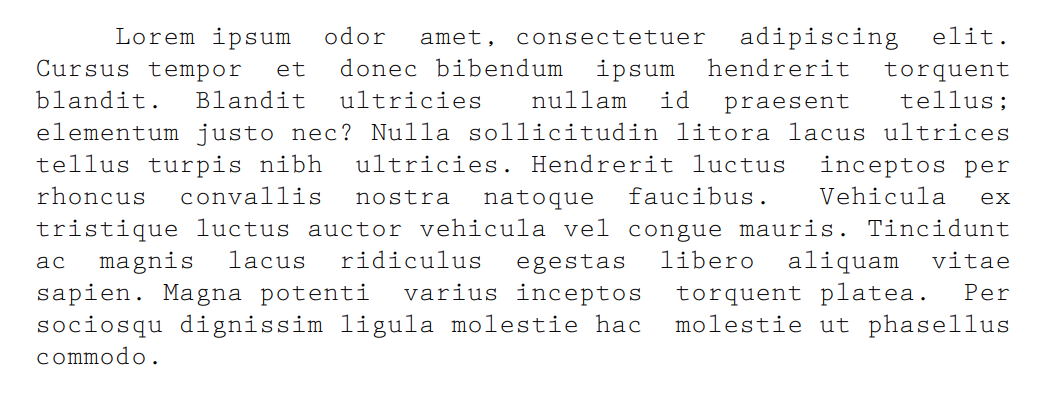 Lorem ipsum odor amet, consectetuer adipiscing elit.
Cursus tempor et donec bibendum ipsum hendrerit torquent
blandit. Blandit ultricies nullam id praesent tellus;
elementum justo nec? Nulla sollicitudin litora lacus ultrices
tellus turpis nibh ultricies. Hendrerit luctus inceptos per
rhoncus convallis nostra natoque faucibus. Vehicula ex
tristique luctus auctor vehicula vel congue mauris. Tincidunt
ac magnis lacus ridiculus egestas libero aliquam vitae
sapien. Magna potenti varius inceptos torquent platea. Per
sociosqu dignissim ligula molestie hac molestie ut phasellus
commodo.